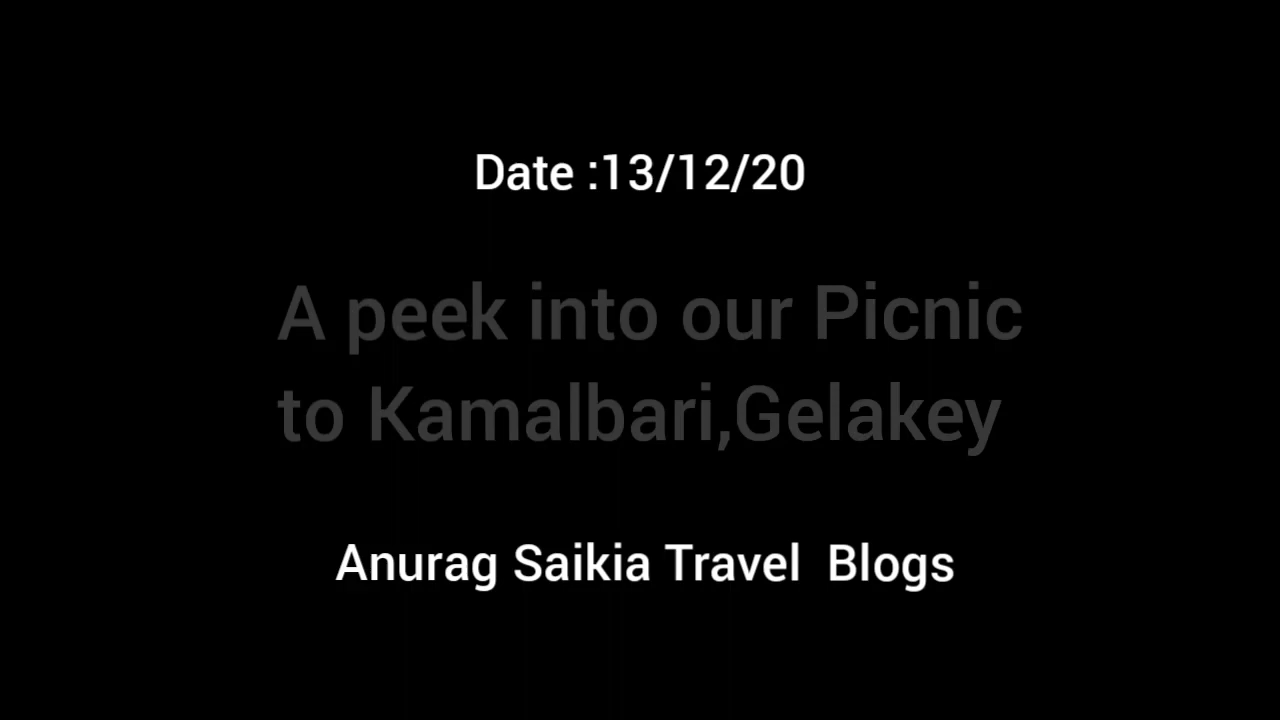 Date :13/12/20
A peek into our Picnic
to Kamalbari,Gelakey
Anurag Saikia Travel  Blogs